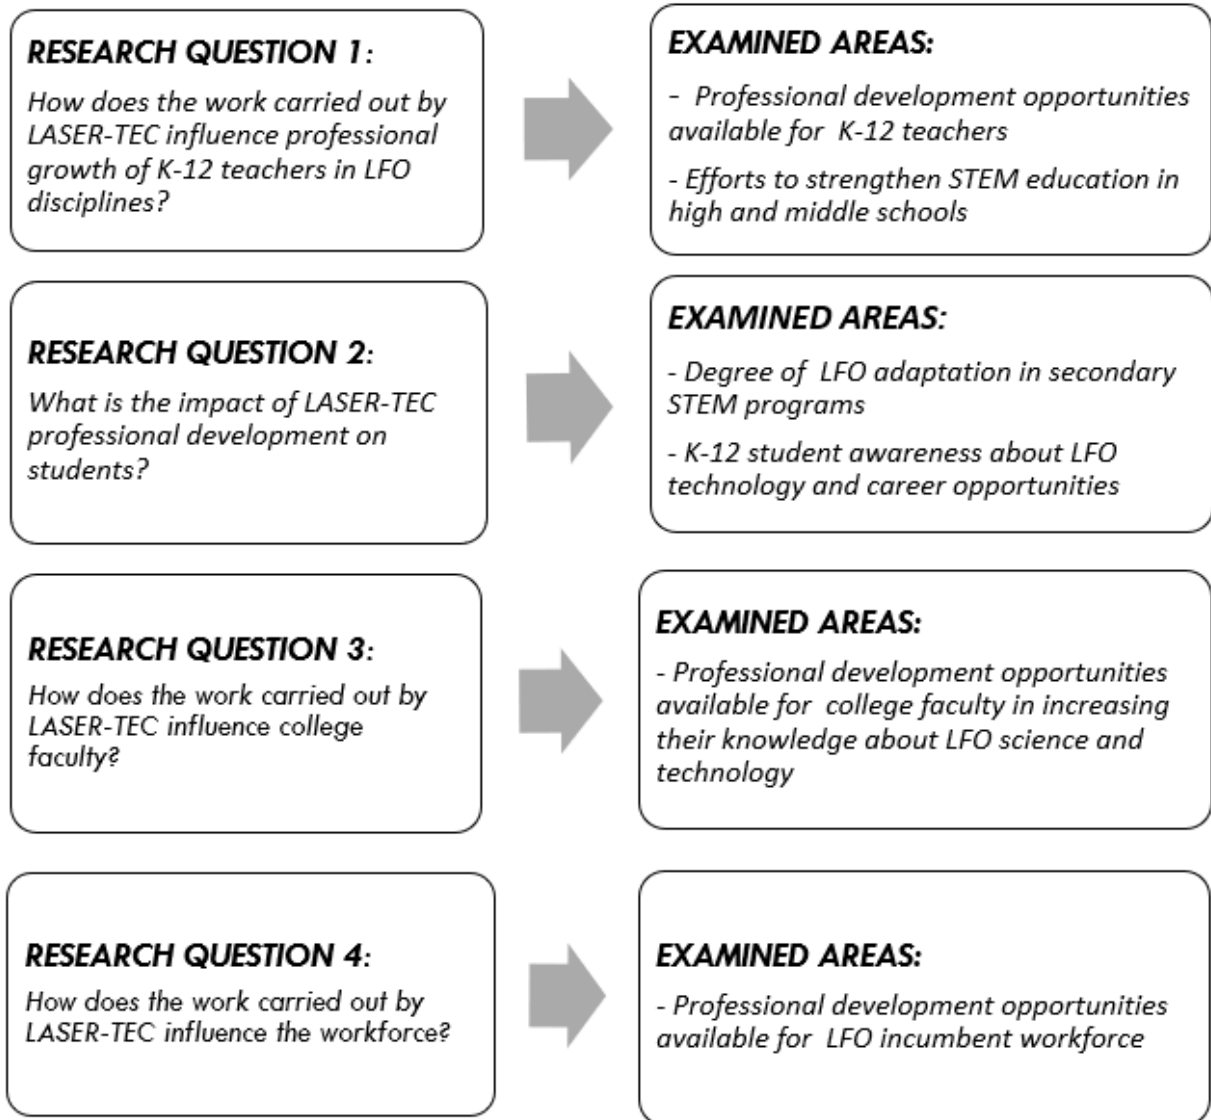 RESEARCH QUESTION 1:
How does the work carried out by
LASER-TEC influence professional
growth of K-12 teachers in LFO
disciplines?
EXAMINED AREAS:
- Professional development opportunities
available for K-12 teachers
- Efforts to strengthen STEM education in
high and middle schools
RESEARCH QUESTION 2:
What is the impact of LASER-TEC
professional development on
students?
EXAMINED AREAS:
- Degree of LFO adaptation in secondary
STEM programs
- K-12 student awareness about LFO
technology and career opportunities
RESEARCH QUESTION 3:
How does the work carried out by
LASER-TEC influence college
faculty?
EXAMINED AREAS:
- Professional development opportunities
available for college faculty in increasing
their knowledge about LFO science and
technology
RESEARCH QUESTION 4:
How does the work carried out by
LASER-TEC influence the workforce?
EXAMINED AREAS:
- Professional development opportunities
available for LFO incumbent workforce